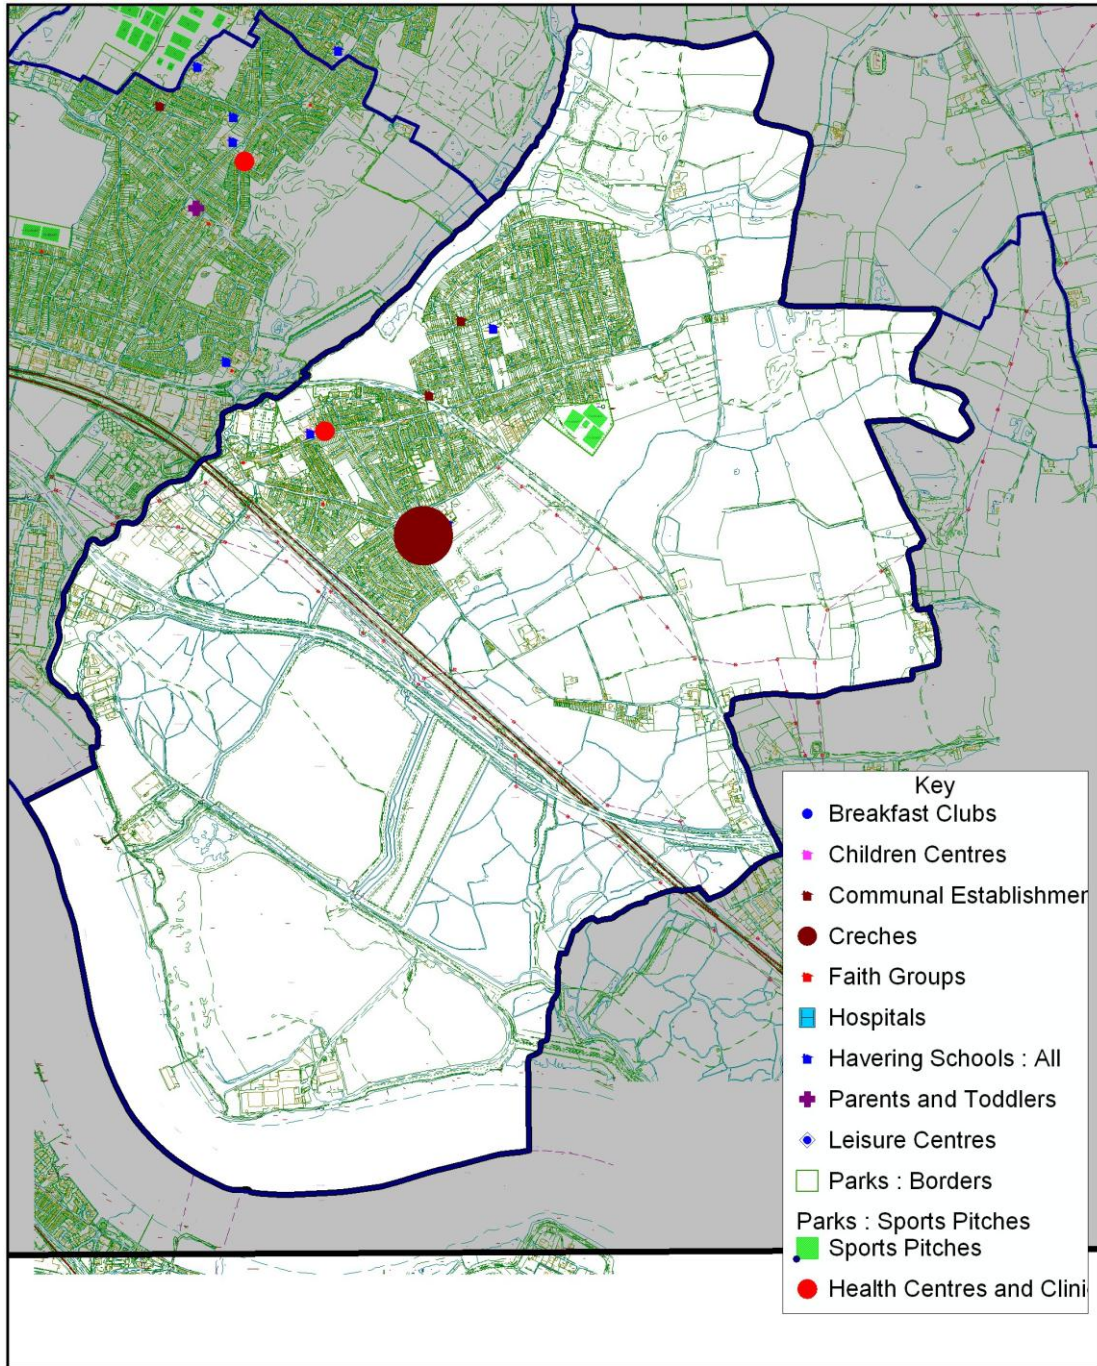 Key
Breakfast Clubs
Children Centres
Communal Establishmer
Creches
Faith Groups
Hospitals
Havering Schools : All
Parents and Toddlers
Leisure Centres
Parks : Borders
Parks : Sports Pitches
Sports Pitches
Health Centres and Clini